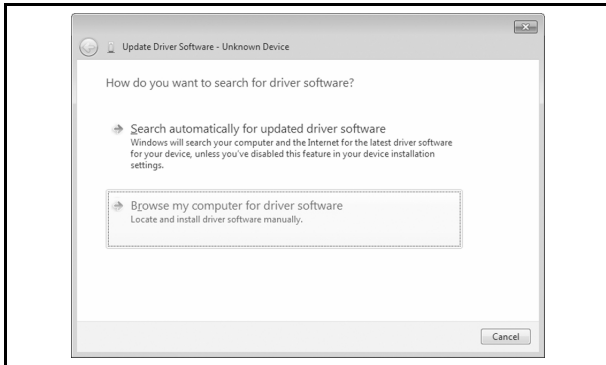 Update Driver Software - Unknown Device
How do you want to search for driver software?
Search automatically for updated driver software
Windows will search your computer and the Internet for the latest driver software
for your device, unless you've disabled this feature in your device installation
settings.
Browse my computer for driver software
Locate and install driver software manually.
Cancel